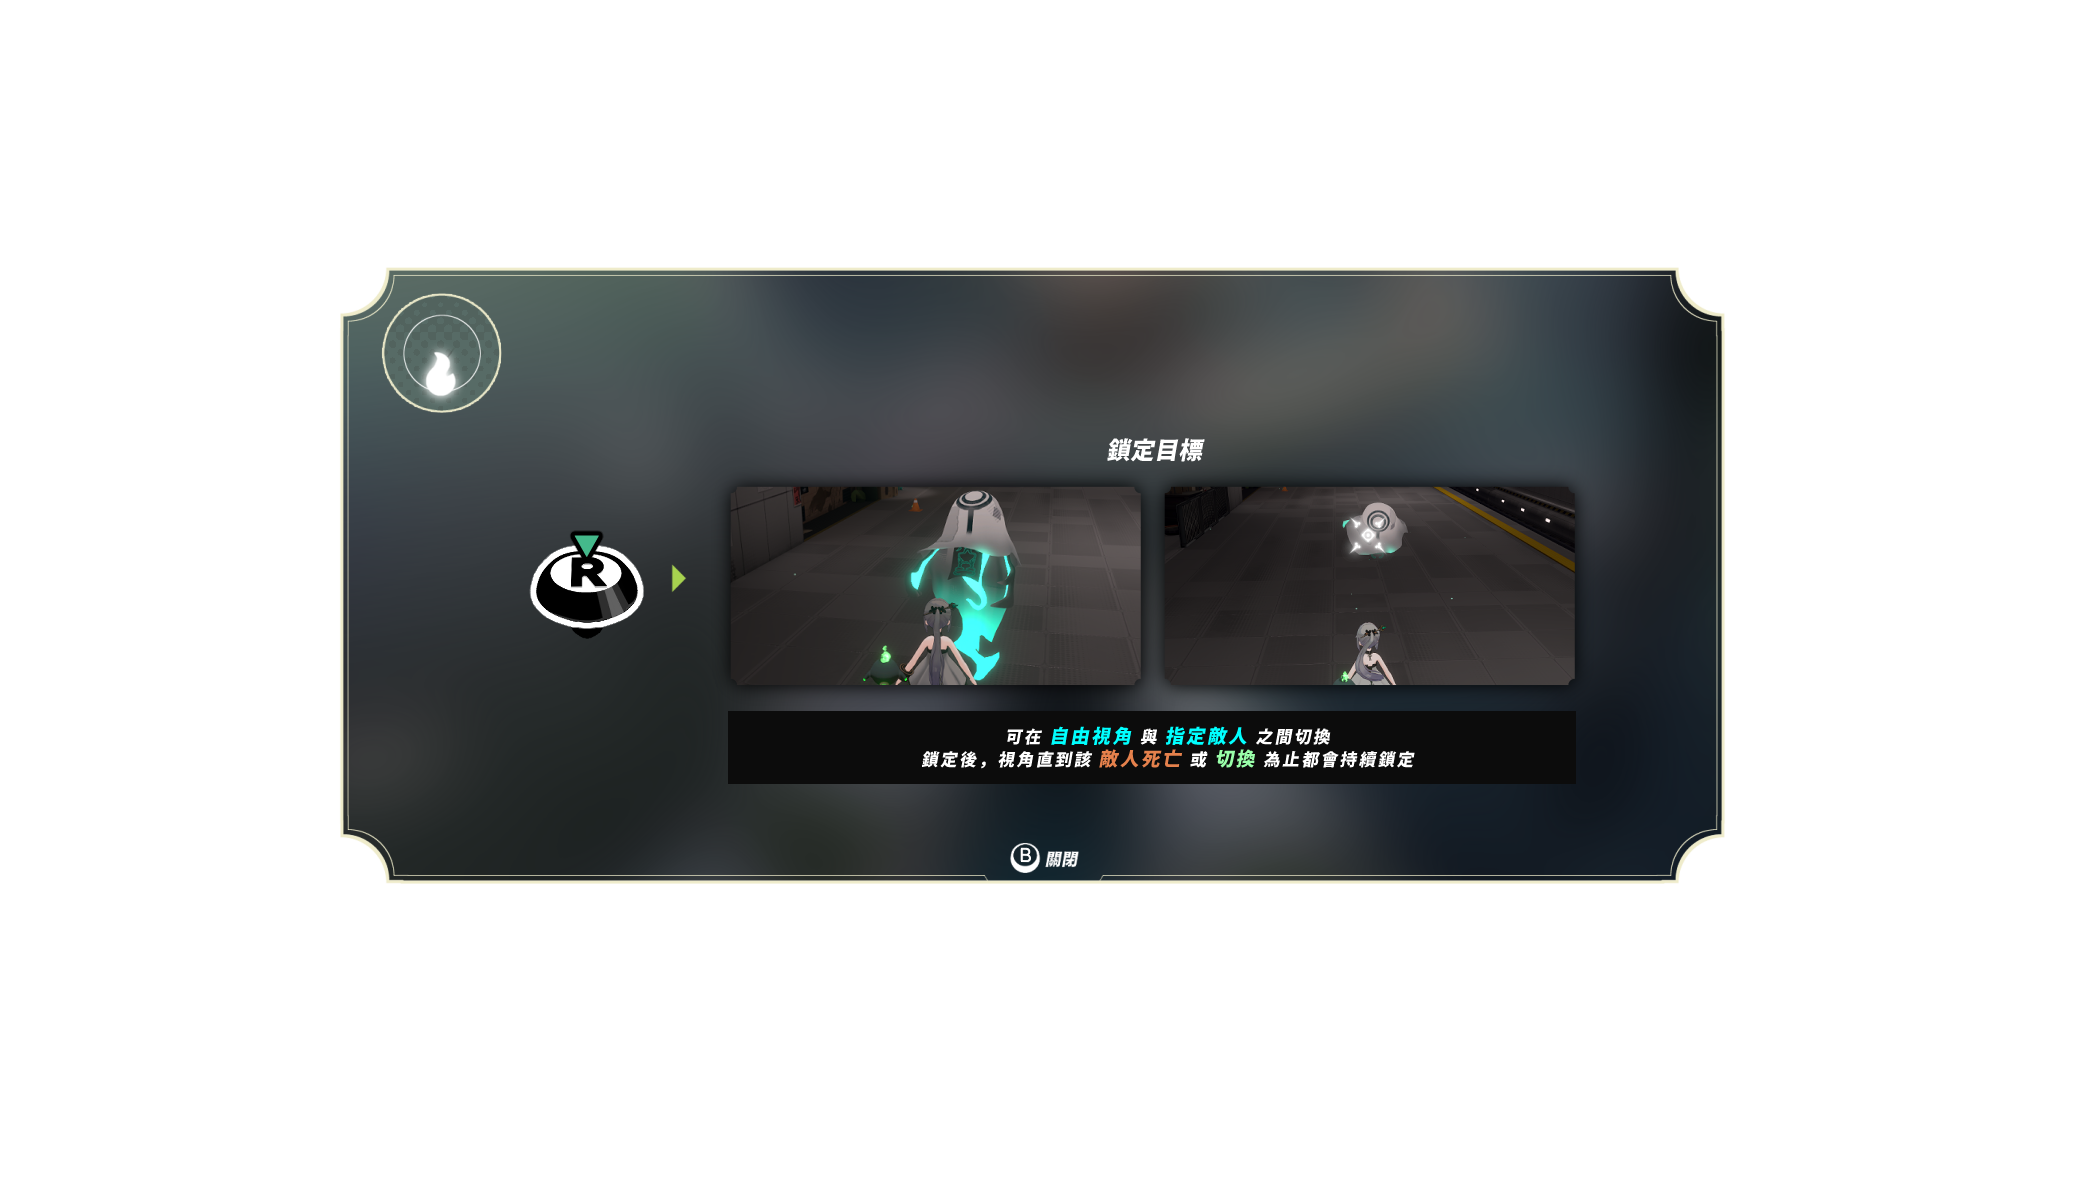 鎖定目標
R
可在 自由視角 與 指定敵人 之間切換
鎖定後，視角直到該 敵人死亡 或 切換 為止都會持續鎖定
B 關閉